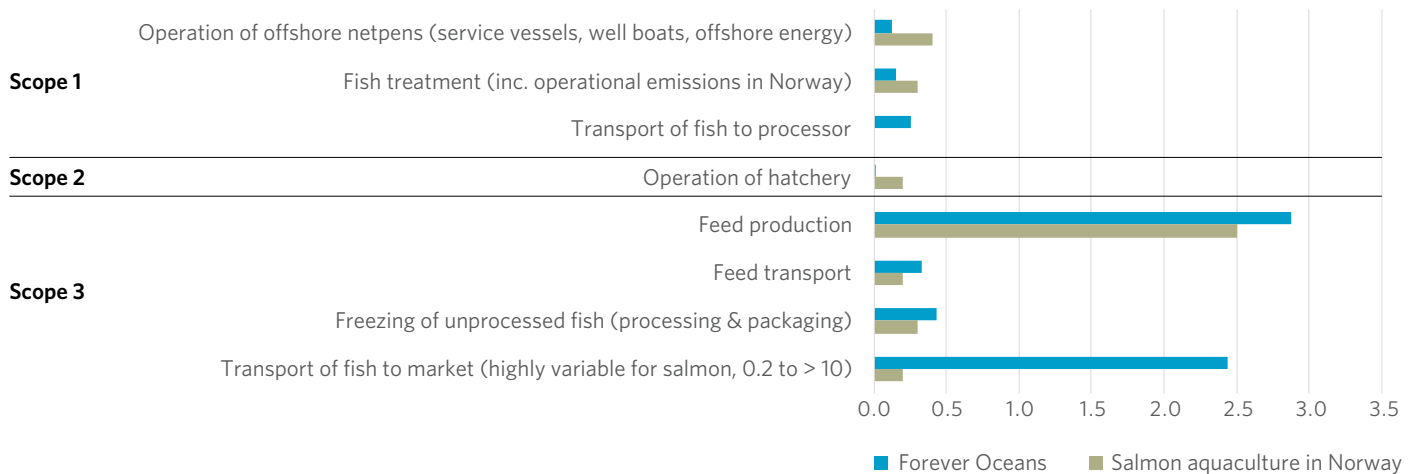 Operation of offshore netpens (service vessels, well boats, offshore energy)
Scope 1
Fish treatment (inc. operational emissions in Norway)
Transport of fish to processor
Scope 2
Operation of hatchery
Feed production
Feed transport
Scope 3
Freezing of unprocessed fish (processing & packaging)
Transport of fish to market (highly variable for salmon, 0.2 to > 10)
0.0 0.5 1.0 1.5 2.0 2.5 3.0 3.5
Forever Oceans
Salmon aquaculture in Norway